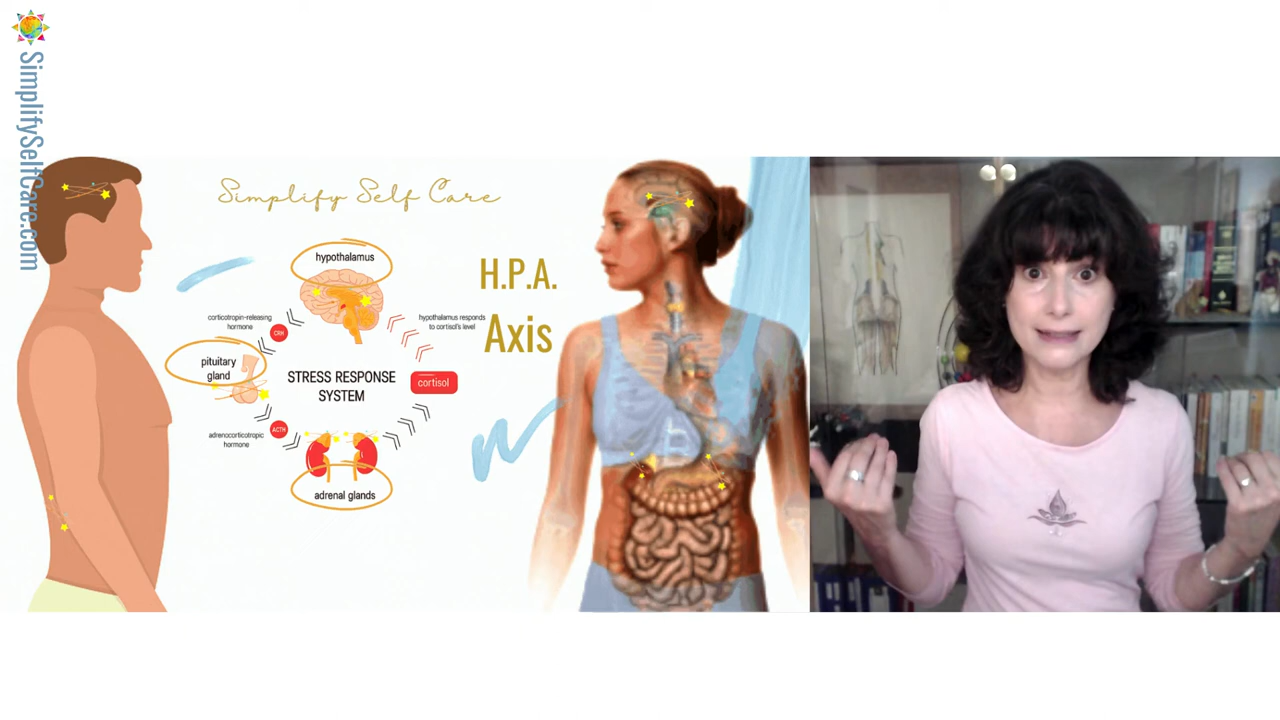 SimplifySelfCare.com
Simplify Self Care
hypothalamus
H.P.A.
Axis
corticotropin-releasing
hormone
CRH
hypothalamus responds
to cortisol's level
pituitary
gland
STRESS RESPONSE
SYSTEM
cortisol
ACTH
adrenocorticotropic
hormone
adrenal glands